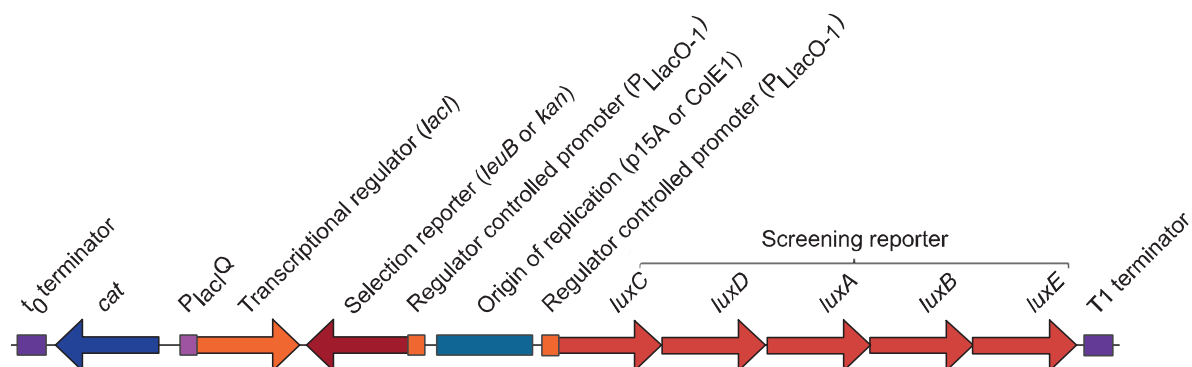 t0 terminator
cat
PlacIQ
Transcriptional regulator (lacI)
Selection reporter (leuB or kan)
Regulator controlled promoter (PLlacO-1)
Origin of replication (p15A or ColE1)
Regulator controlled promoter (PLlacO-1)
Screening reporter
luxC
luxD
luxA
luxB
luxE
T1 terminator